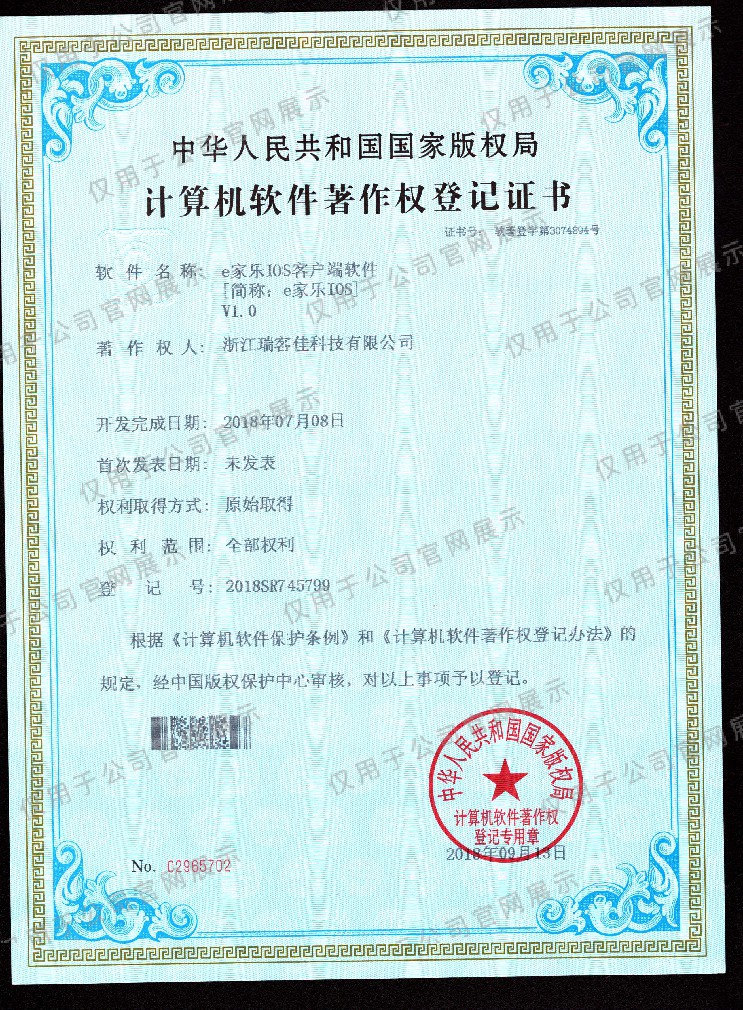 中华人民共和国国家版权局
计算机软件著作权登记证书
证书号： 软著登字第3074894号
软件名称： e家乐IOS客户端软件
[简称：e家乐IOS]
V1.0
著作权人： 浙江瑞客佳科技有限公司
开发完成日期： 2018年07月08日
首次发表日期： 未发表
权利取得方式： 原始取得
权利范围： 全部权利
登记号： 2018SR745799
根据《计算机软件保护条例》和《计算机软件著作权登记办法》的
规定，经中国版权保护中心审核，对以上事项予以登记。
中华人民共和国国家版权局
计算机软件著作权
登记专用章
2018年09月13日
No. 02965702
仅用于公司官网展示